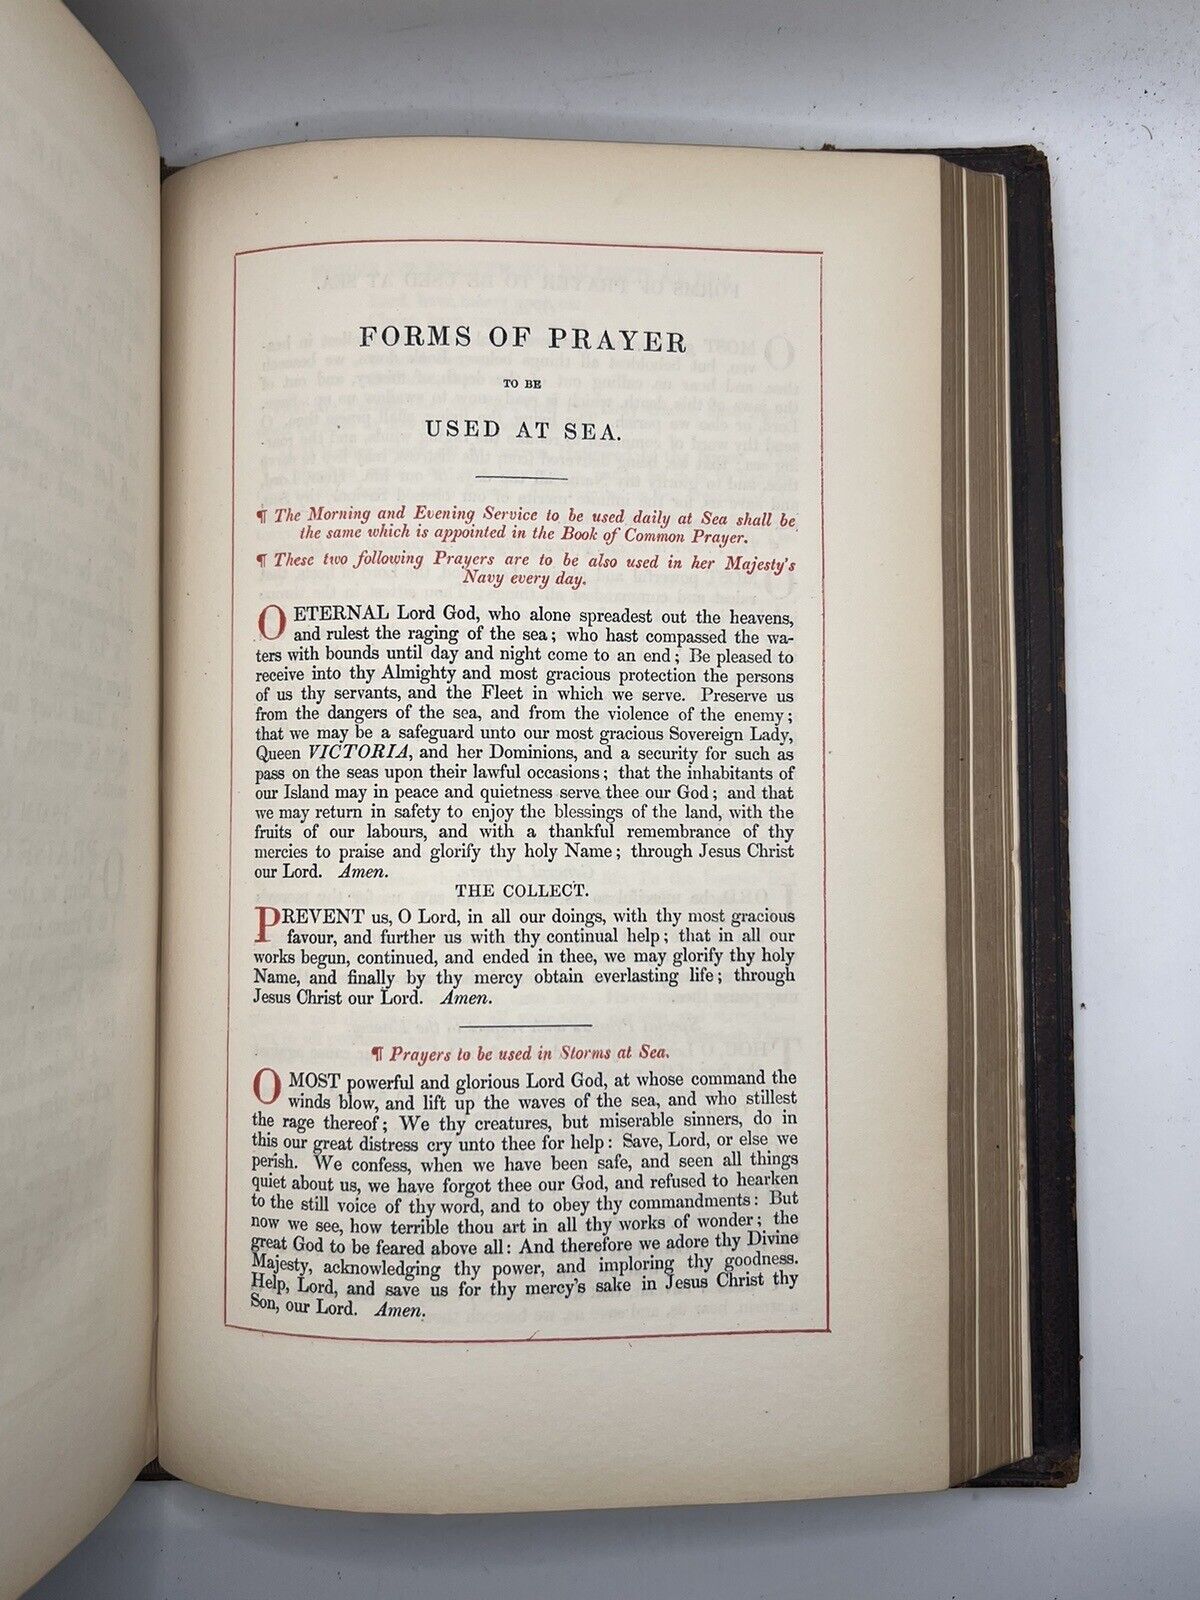 FORMS OF PRAYER
TO BE
USED AT SEA.
¶ The Morning and Evening Service to be used daily at Sea shall be
the same which is appointed in the Book of Common Prayer.
¶ These two following Prayers are to be also used in her Majesty's
Navy every day.
O ETERNAL Lord God, who alone spreadest out the heavens,
and rulest the raging of the sea; who hast compassed the wa-
ters with bounds until day and night come to an end; Be pleased to
receive into thy Almighty and most gracious protection the persons
of us thy servants, and the Fleet in which we serve. Preserve us
from the dangers of the sea, and from the violence of the enemy;
that we may be a safeguard unto our most gracious Sovereign Lady,
Queen VICTORIA, and her Dominions, and a security for such as
pass on the seas upon their lawful occasions; that the inhabitants of
our Island may in peace and quietness serve thee our God; and that
we may return in safety to enjoy the blessings of the land, with the
fruits of our labours, and with a thankful remembrance of thy
mercies to praise and glorify thy holy Name; through Jesus Christ
our Lord. Amen.
THE COLLECT.
PREVENT us, O Lord, in all our doings, with thy most gracious
favour, and further us with thy continual help; that in all our
works begun, continued, and ended in thee, we may glorify thy holy
Name, and finally by thy mercy obtain everlasting life; through
Jesus Christ our Lord. Amen.
¶ Prayers to be used in Storms at Sea.
O MOST powerful and glorious Lord God, at whose command the
winds blow, and lift up the waves of the sea, and who stillest
the rage thereof; We thy creatures, but miserable sinners, do in
this our great distress cry unto thee for help: Save, Lord, or else we
perish. We confess, when we have been safe, and seen all things
quiet about us, we have forgot thee our God, and refused to hearken
to the still voice of thy word, and to obey thy commandments: But
now we see, how terrible thou art in all thy works of wonder; the
great God to be feared above all: And therefore we adore thy Divine
Majesty, acknowledging thy power, and imploring thy goodness.
Help, Lord, and save us for thy mercy's sake in Jesus Christ thy
Son, our Lord. Amen.